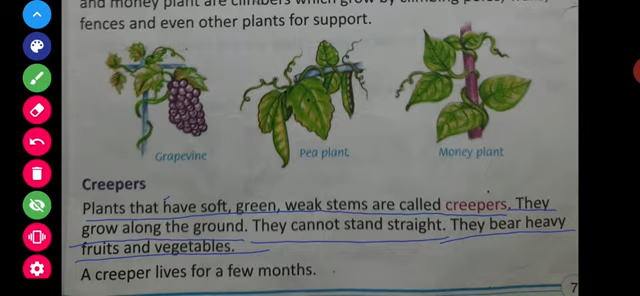 and money plant are climbers which grow by climbing
fences and even other plants for support.
Grapevine
Pea plant
Money plant
Creepers
Plants that have soft, green, weak stems are called creepers. They
grow along the ground. They cannot stand straight. They bear heavy
fruits and vegetables.
A creeper lives for a few months.
7